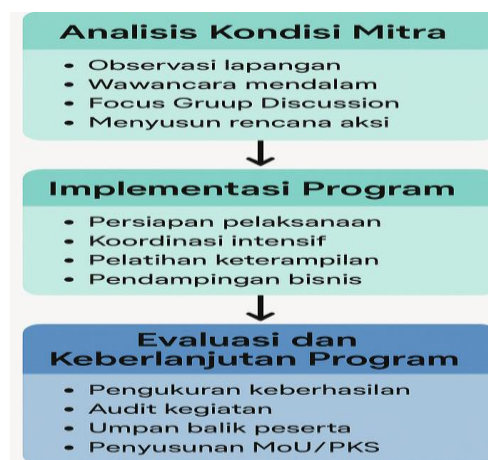 Analisis Kondisi Mitra
• Observasi lapangan
• Wawancara mendalam
• Focus Gruup Discussion
• Menyusun rencana aksi
Implementasi Program
• Persiapan pelaksanaan
• Koordinasi intensif
• Pelatihan keterampilan
• Pendampingan bisnis
Evaluasi dan
Keberlanjutan Program
• Pengukuran keberhasilan
• Audit kegiatan
• Umpan balik peserta
• Penyusunan MoU/PKS